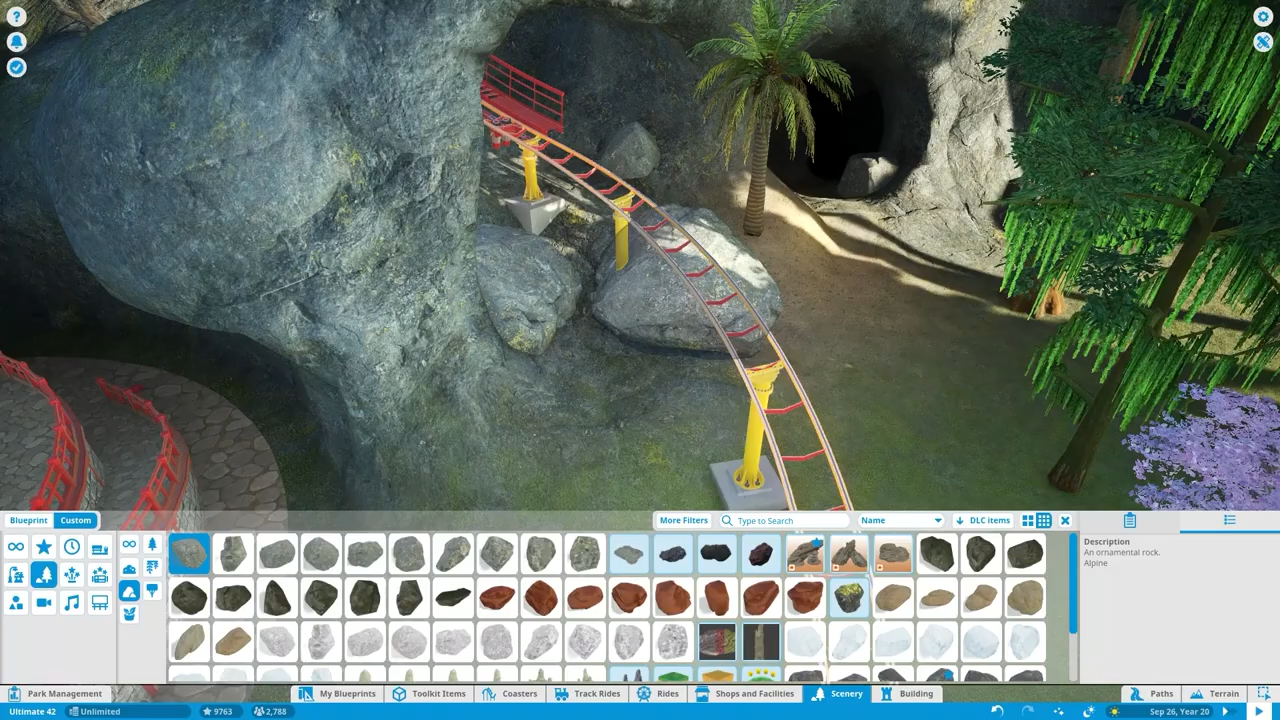 Blueprint
Custom
More Filters
Type to Search
Name
DLC items
Description
An ornamental rock.
Alpine
Park Management
My Blueprints
Toolkit Items
Coasters
Track Rides
Rides
Shops and Facilities
Scenery
Building
Paths
Terrain
Ultimate 42
Unlimited
9763
2,788
Sep 26, Year 20